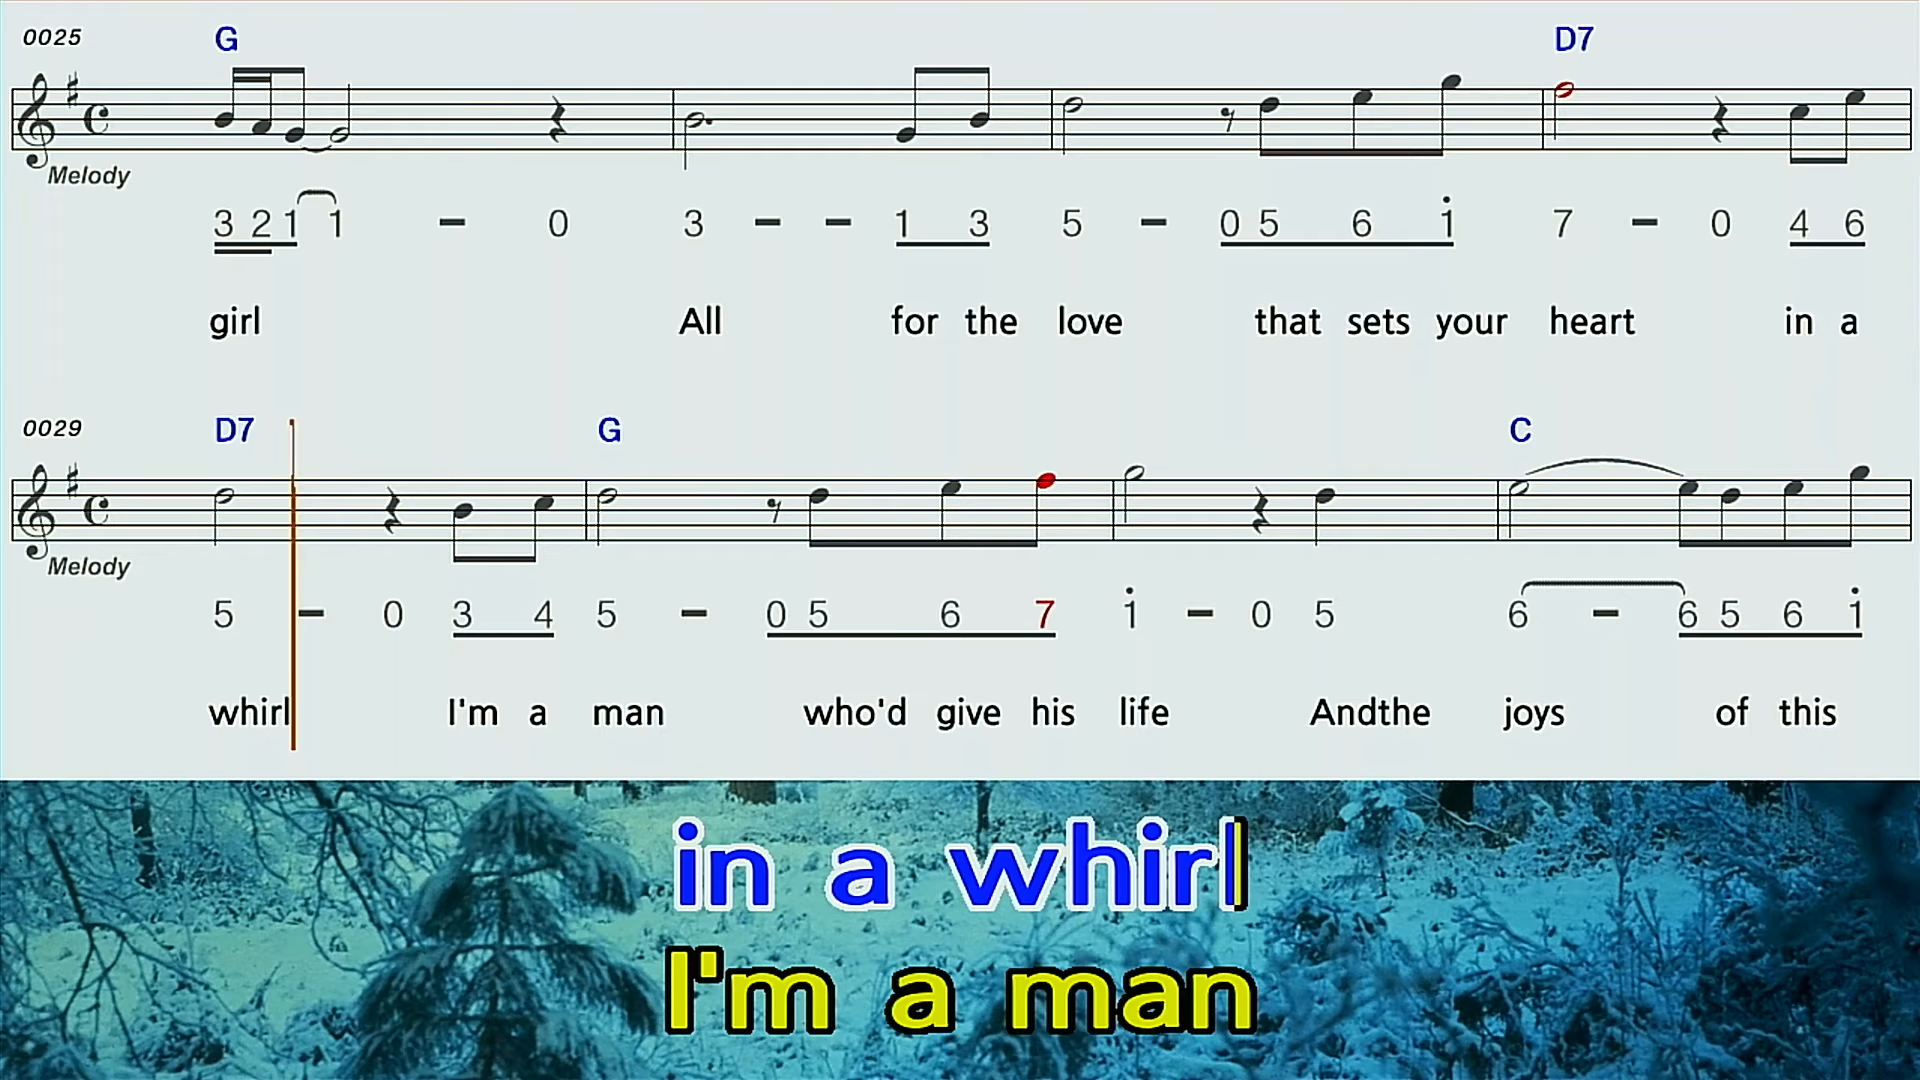 0025 G D7
Melody
3 2 1 1 - 0 3 - - 1 3 5 - 0 5 6 1 7 - 0 4 6
girl All for the love that sets your heart in a
0029 D7 G C
Melody
5 - 0 3 4 5 - 0 5 6 7 1 - 0 5 6 - 6 5 6 1
whirl I'm a man who'd give his life Andthe joys of this
in a whirl
I'm a man